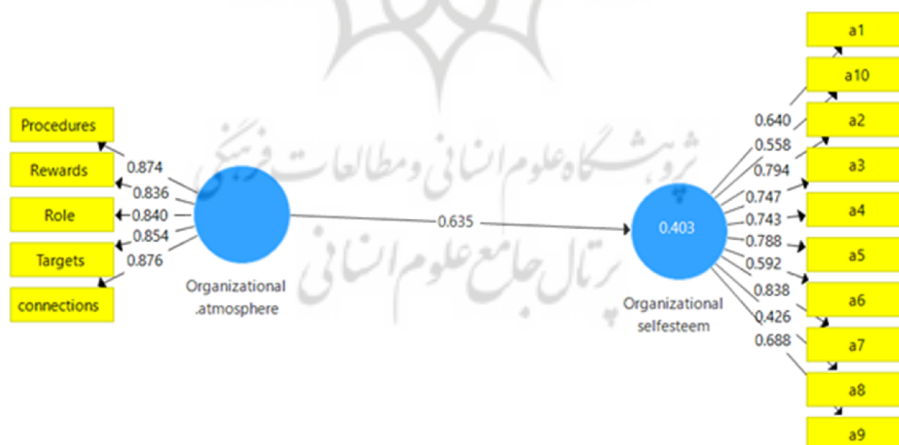 Procedures
Rewards
Role
Targets
connections
0.874
0.836
0.840
0.854
0.876
Organizational
.atmosphere
0.635
0.403
Organizational
selfesteem
0.640
0.558
0.794
0.747
0.743
0.788
0.592
0.838
0.426
0.688
a1
a10
a2
a3
a4
a5
a6
a7
a8
a9
پژوهشگاه علوم انسانی و مطالعات فرهنگی
پرتال جامع علوم انسانی